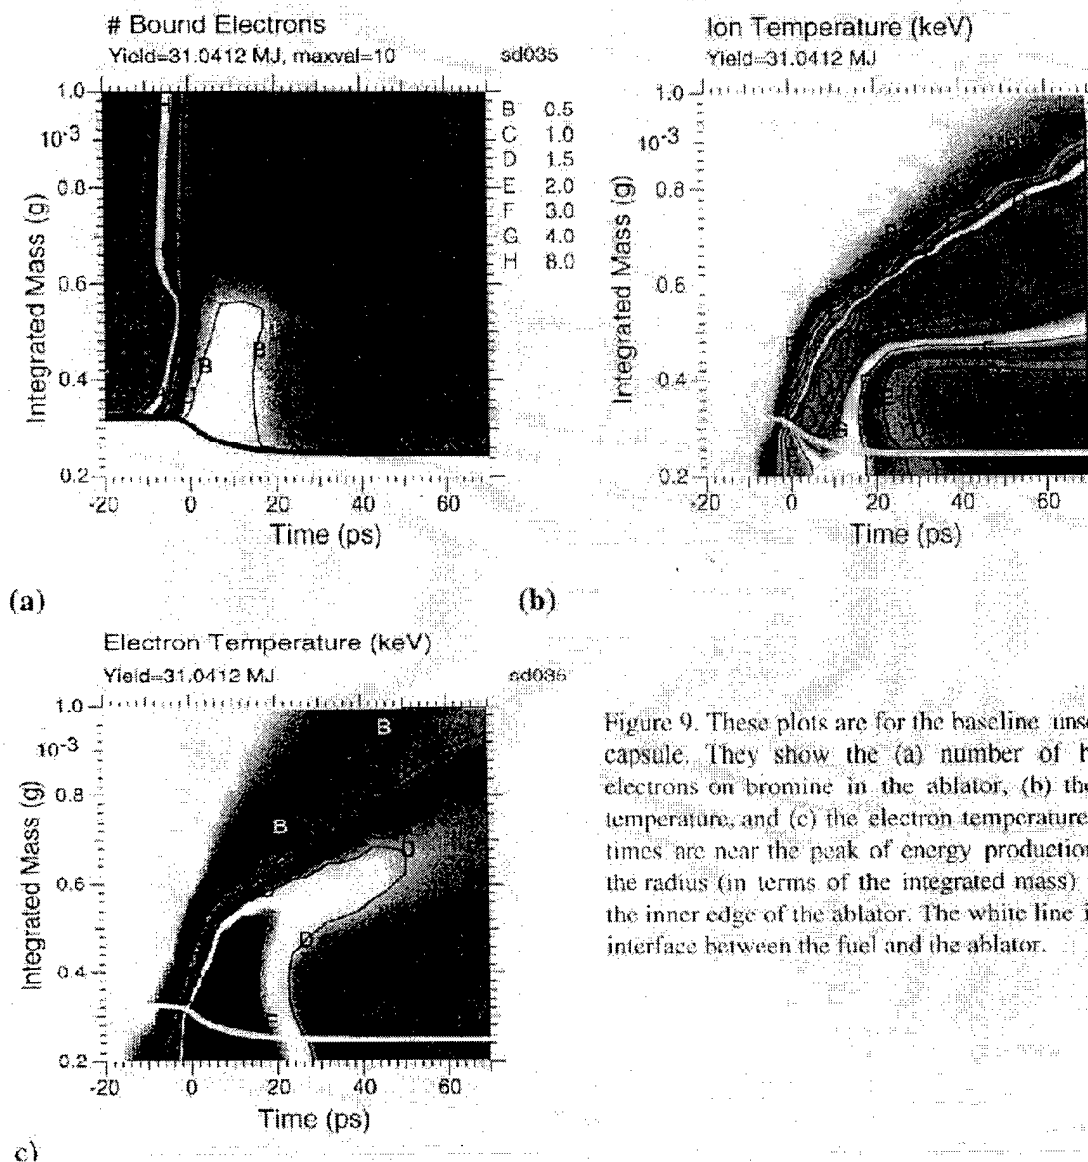 # Bound Electrons
Yield=31.0412 MJ, maxval=10 sd035
1.0
10-3
0.8
0.6
0.4
0.2
Integrated Mass (g)
-20 0 20 40 60
Time (ps)
B 0.5
C 1.0
D 1.5
E 2.0
F 3.0
G 4.0
H 8.0
B
B
(a)
Ion Temperature (keV)
Yield=31.0412 MJ
1.0
10-3
0.8
0.6
0.4
0.2
Integrated Mass (g)
-20 0 20 40 60
Time (ps)
G
(b)
Electron Temperature (keV)
Yield=31.0412 MJ
1.0
10-3
0.8
0.6
0.4
0.2
Integrated Mass (g)
B
B
D
D
-20 0 20 40 60
Time (ps)
c)
Figure 9. These plots are for the baseline
capsule. They show the (a) number of
electrons on bromine in the ablator, (b)
temperature, and (c) the electron temperature
times are near the peak of energy production
the radius (in terms of the integrated mass)
the inner edge of the ablator. The white line
interface between the fuel and the ablator.